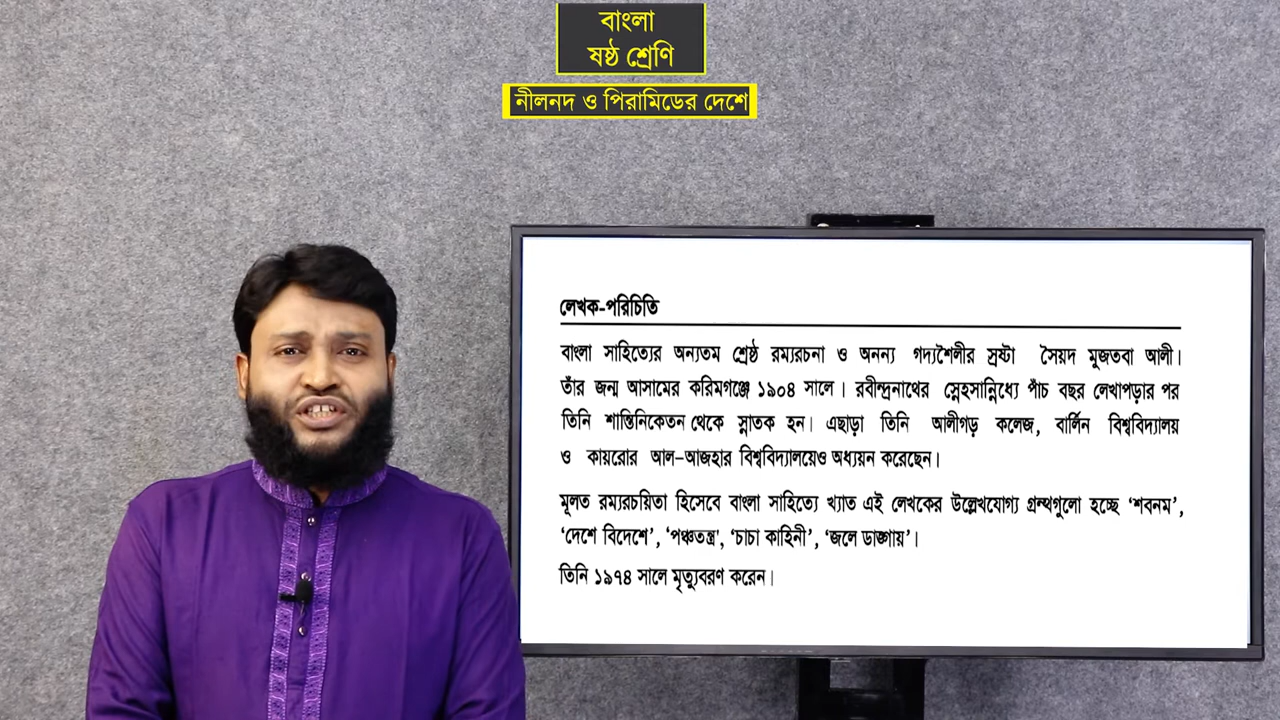 বাংলা
ষষ্ঠ শ্রেণি
নীলনদ ও পিরামিডের দেশে
লেখক-পরিচিতি
বাংলা সাহিত্যের অন্যতম শ্রেষ্ঠ রম্যরচনা ও অনন্য গদ্যশৈলীর স্রষ্টা সৈয়দ মুজতবা আলী।
তাঁর জন্ম আসামের করিমগঞ্জে ১৯০৪ সালে। রবীন্দ্রনাথের স্নেহসান্নিধ্যে পাঁচ বছর লেখাপড়ার পর
তিনি শান্তিনিকেতন থেকে স্নাতক হন। এছাড়া তিনি আলীগড় কলেজ, বার্লিন বিশ্ববিদ্যালয়
ও কায়রোর আল-আজহার বিশ্ববিদ্যালয়েও অধ্যয়ন করেছেন।
মূলত রম্যরচয়িতা হিসেবে বাংলা সাহিত্যে খ্যাত এই লেখকের উল্লেখযোগ্য গ্রন্থগুলো হচ্ছে ‘শবনম’,
‘দেশে বিদেশে’, ‘পঞ্চতন্ত্র’, ‘চাচা কাহিনী’, ‘জলে ডাঙ্গায়’।
তিনি ১৯৭৪ সালে মৃত্যুবরণ করেন।